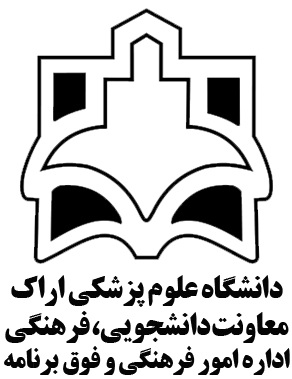 دانشگاه علوم پزشکی اراک
معاونت دانشجویی، فرهنگی
اداره امور فرهنگی و فوق برنامه